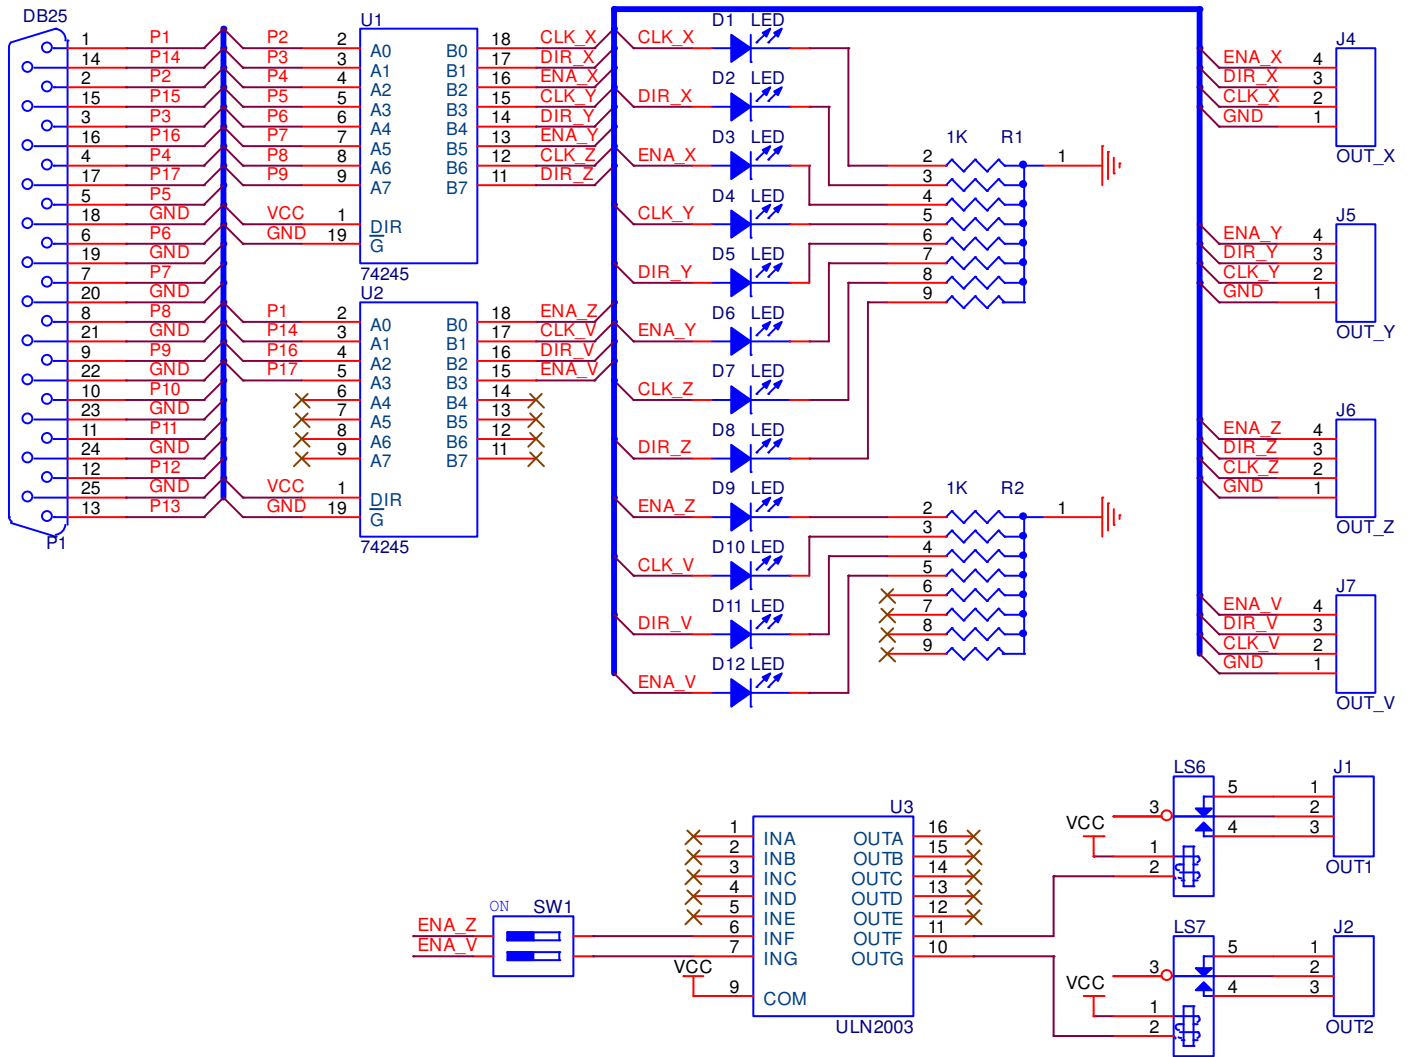 DB25
1 P1
14 P14
2 P2
15 P15
3 P3
16 P16
4 P4
17 P17
5 P5
18 GND
6 P6
19 GND
7 P7
20 GND
8 P8
21 GND
9 P9
22 GND
10 P10
23 GND
11 P11
24 GND
12 P12
25 GND
13 P13
P1
U1
P2 2 A0 B0 18 CLK_X
P3 3 A1 B1 17 DIR_X
P4 4 A2 B2 16 ENA_X
P5 5 A3 B3 15 CLK_Y
P6 6 A4 B4 14 DIR_Y
P7 7 A5 B5 13 ENA_Y
P8 8 A6 B6 12 CLK_Z
P9 9 A7 B7 11 DIR_Z
VCC 1 DIR
GND 19 G
74245
U2
P1 2 A0 B0 18 ENA_Z
P14 3 A1 B1 17 CLK_V
P16 4 A2 B2 16 DIR_V
P17 5 A3 B3 15 ENA_V
6 A4 B4 14
7 A5 B5 13
8 A6 B6 12
9 A7 B7 11
VCC 1 DIR
GND 19 G
74245
D1 LED
CLK_X
D2 LED
DIR_X
D3 LED
ENA_X
D4 LED
CLK_Y
D5 LED
DIR_Y
D6 LED
ENA_Y
D7 LED
CLK_Z
D8 LED
DIR_Z
D9 LED
ENA_Z
D10 LED
CLK_V
D11 LED
DIR_V
D12 LED
ENA_V
1K R1
2 1
3
4
5
6
7
8
9
1K R2
2 1
3
4
5
6
7
8
9
J4
ENA_X 4
DIR_X 3
CLK_X 2
GND 1
OUT_X
J5
ENA_Y 4
DIR_Y 3
CLK_Y 2
GND 1
OUT_Y
J6
ENA_Z 4
DIR_Z 3
CLK_Z 2
GND 1
OUT_Z
J7
ENA_V 4
DIR_V 3
CLK_V 2
GND 1
OUT_V
ON SW1
ENA_Z
ENA_V
U3
1 INA OUTA 16
2 INB OUTB 15
3 INC OUTC 14
4 IND OUTD 13
5 INE OUTE 12
6 INF OUTF 11
7 ING OUTG 10
VCC
9 COM
ULN2003
LS6 J1
5 1
3 2
VCC 4 3
1
2
OUT1
LS7 J2
5 1
3 2
VCC 4 3
1
2
OUT2